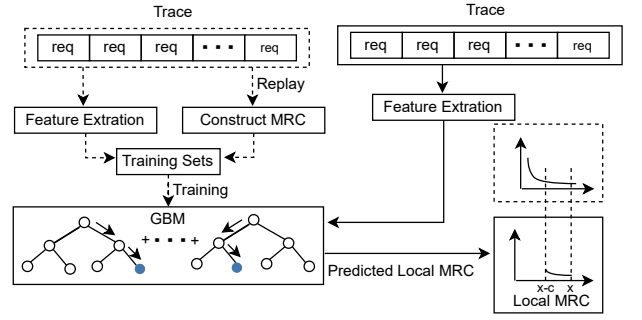 Trace
req req req ▪ ▪ ▪ req
Replay
Feature Extration
Construct MRC
Training Sets
Training
GBM
+ ▪ ▪ ▪ ▪ +
Trace
req req req ▪ ▪ ▪ req
Feature Extration
Predicted Local MRC
x-c x
Local MRC